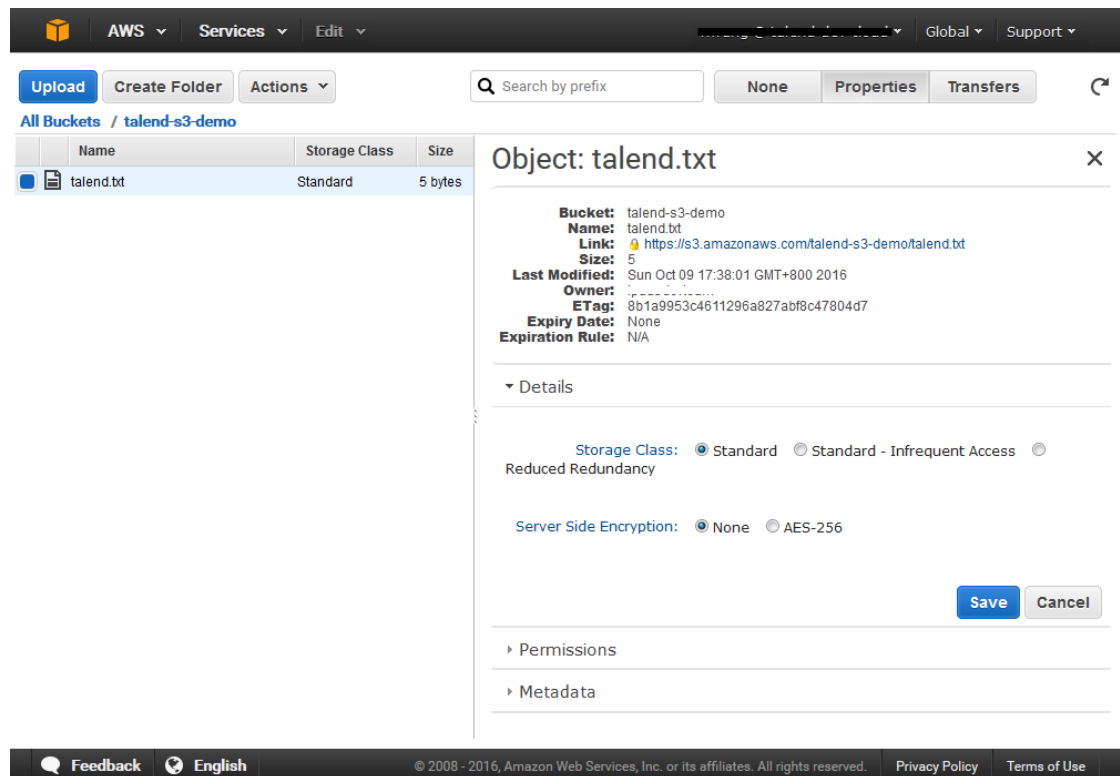 AWS Services Edit Global Support
Upload Create Folder Actions Search by prefix None Properties Transfers
All Buckets / talend-s3-demo
Name Storage Class Size
talend.txt Standard 5 bytes
Object: talend.txt
Bucket: talend-s3-demo
Name: talend.txt
Link: https://s3.amazonaws.com/talend-s3-demo/talend.txt
Size: 5
Last Modified: Sun Oct 09 17:38:01 GMT+800 2016
Owner:
ETag: 8b1a9953c4611296a827abf8c47804d7
Expiry Date: None
Expiration Rule: N/A
Details
Storage Class: Standard Standard - Infrequent Access
Reduced Redundancy
Server Side Encryption: None AES-256
Save Cancel
Permissions
Metadata
Feedback English © 2008 - 2016, Amazon Web Services, Inc. or its affiliates. All rights reserved. Privacy Policy Terms of Use